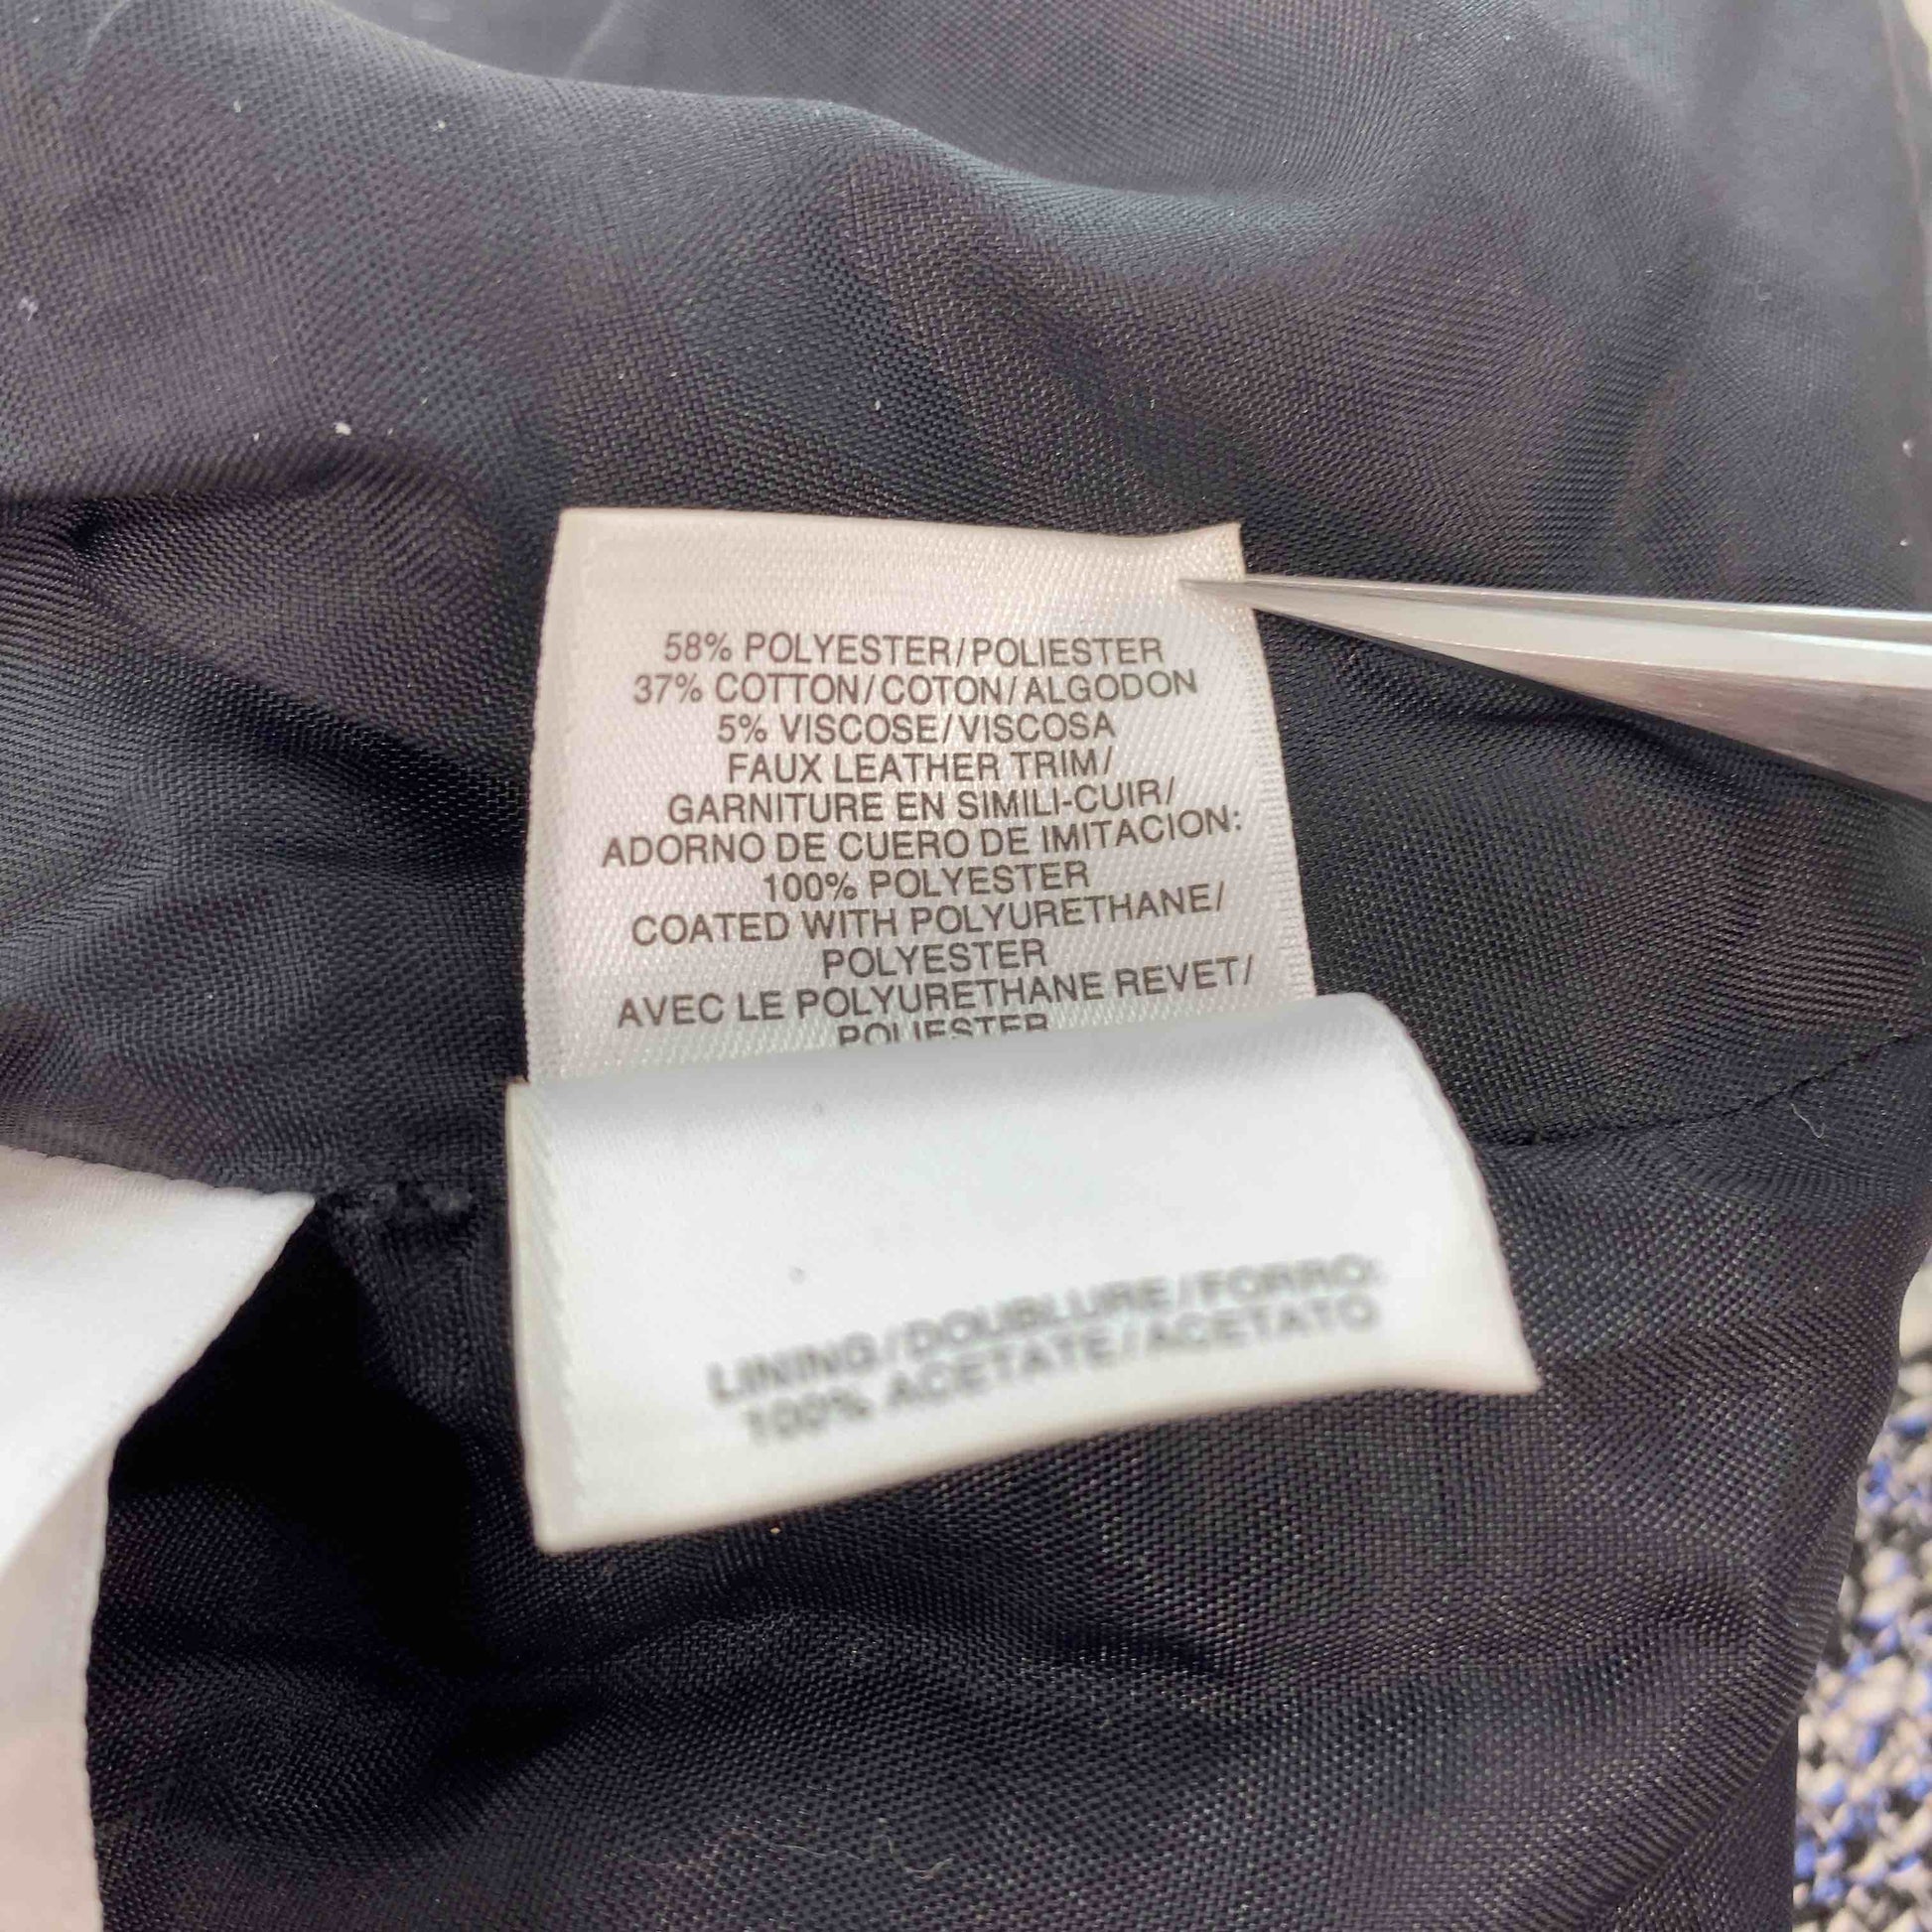 58% POLYESTER/POLIESTER
37% COTTON/COTON/ALGODON
5% VISCOSE/VISCOSA
FAUX LEATHER TRIM/
GARNITURE EN SIMILI-CUIR/
ADORNO DE CUERO DE IMITACION:
100% POLYESTER
COATED WITH POLYURETHANE/
POLYESTER
AVEC LE POLYURETHANE REVET/
POLIESTER
LINING/DOUBLURE/FORRO:
100% ACETATE/ACETATO